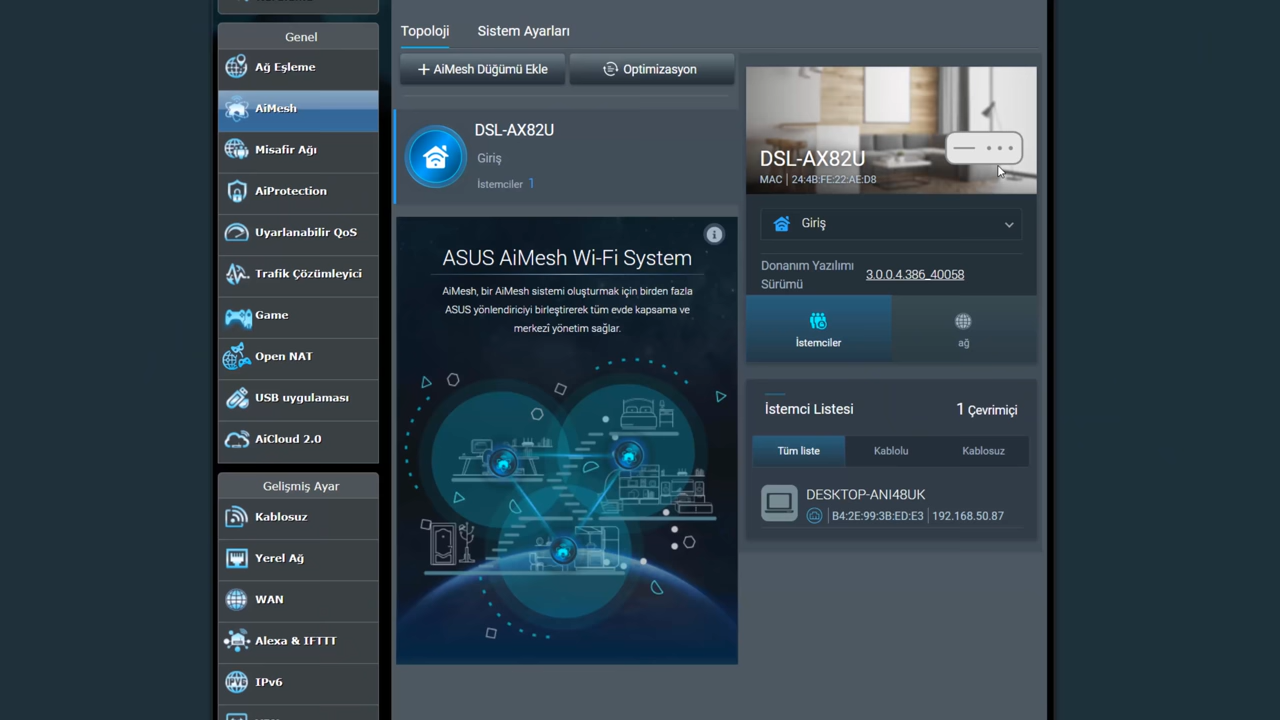 Genel
Ağ Eşleme
AiMesh
Misafir Ağı
AiProtection
Uyarlanabilir QoS
Trafik Çözümleyici
Game
Open NAT
USB uygulaması
AiCloud 2.0
Gelişmiş Ayar
Kablosuz
Yerel Ağ
WAN
Alexa & IFTTT
IPv6
Topoloji
Sistem Ayarları
+ AiMesh Düğümü Ekle
Optimizasyon
DSL-AX82U
Giriş
İstemciler 1
ASUS AiMesh Wi-Fi System
AiMesh, bir AiMesh sistemi oluşturmak için birden fazla
ASUS yönlendiriciyi birleştirerek tüm evde kapsama ve
merkezî yönetim sağlar.
DSL-AX82U
MAC | 24:4B:FE:22:AE:D8
Giriş
Donanım Yazılımı
Sürümü
3.0.0.4.386_40058
İstemciler
ağ
İstemci Listesi
1 Çevrimiçi
Tüm liste
Kablolu
Kablosuz
DESKTOP-ANI48UK
B4:2E:99:3B:ED:E3 | 192.168.50.87